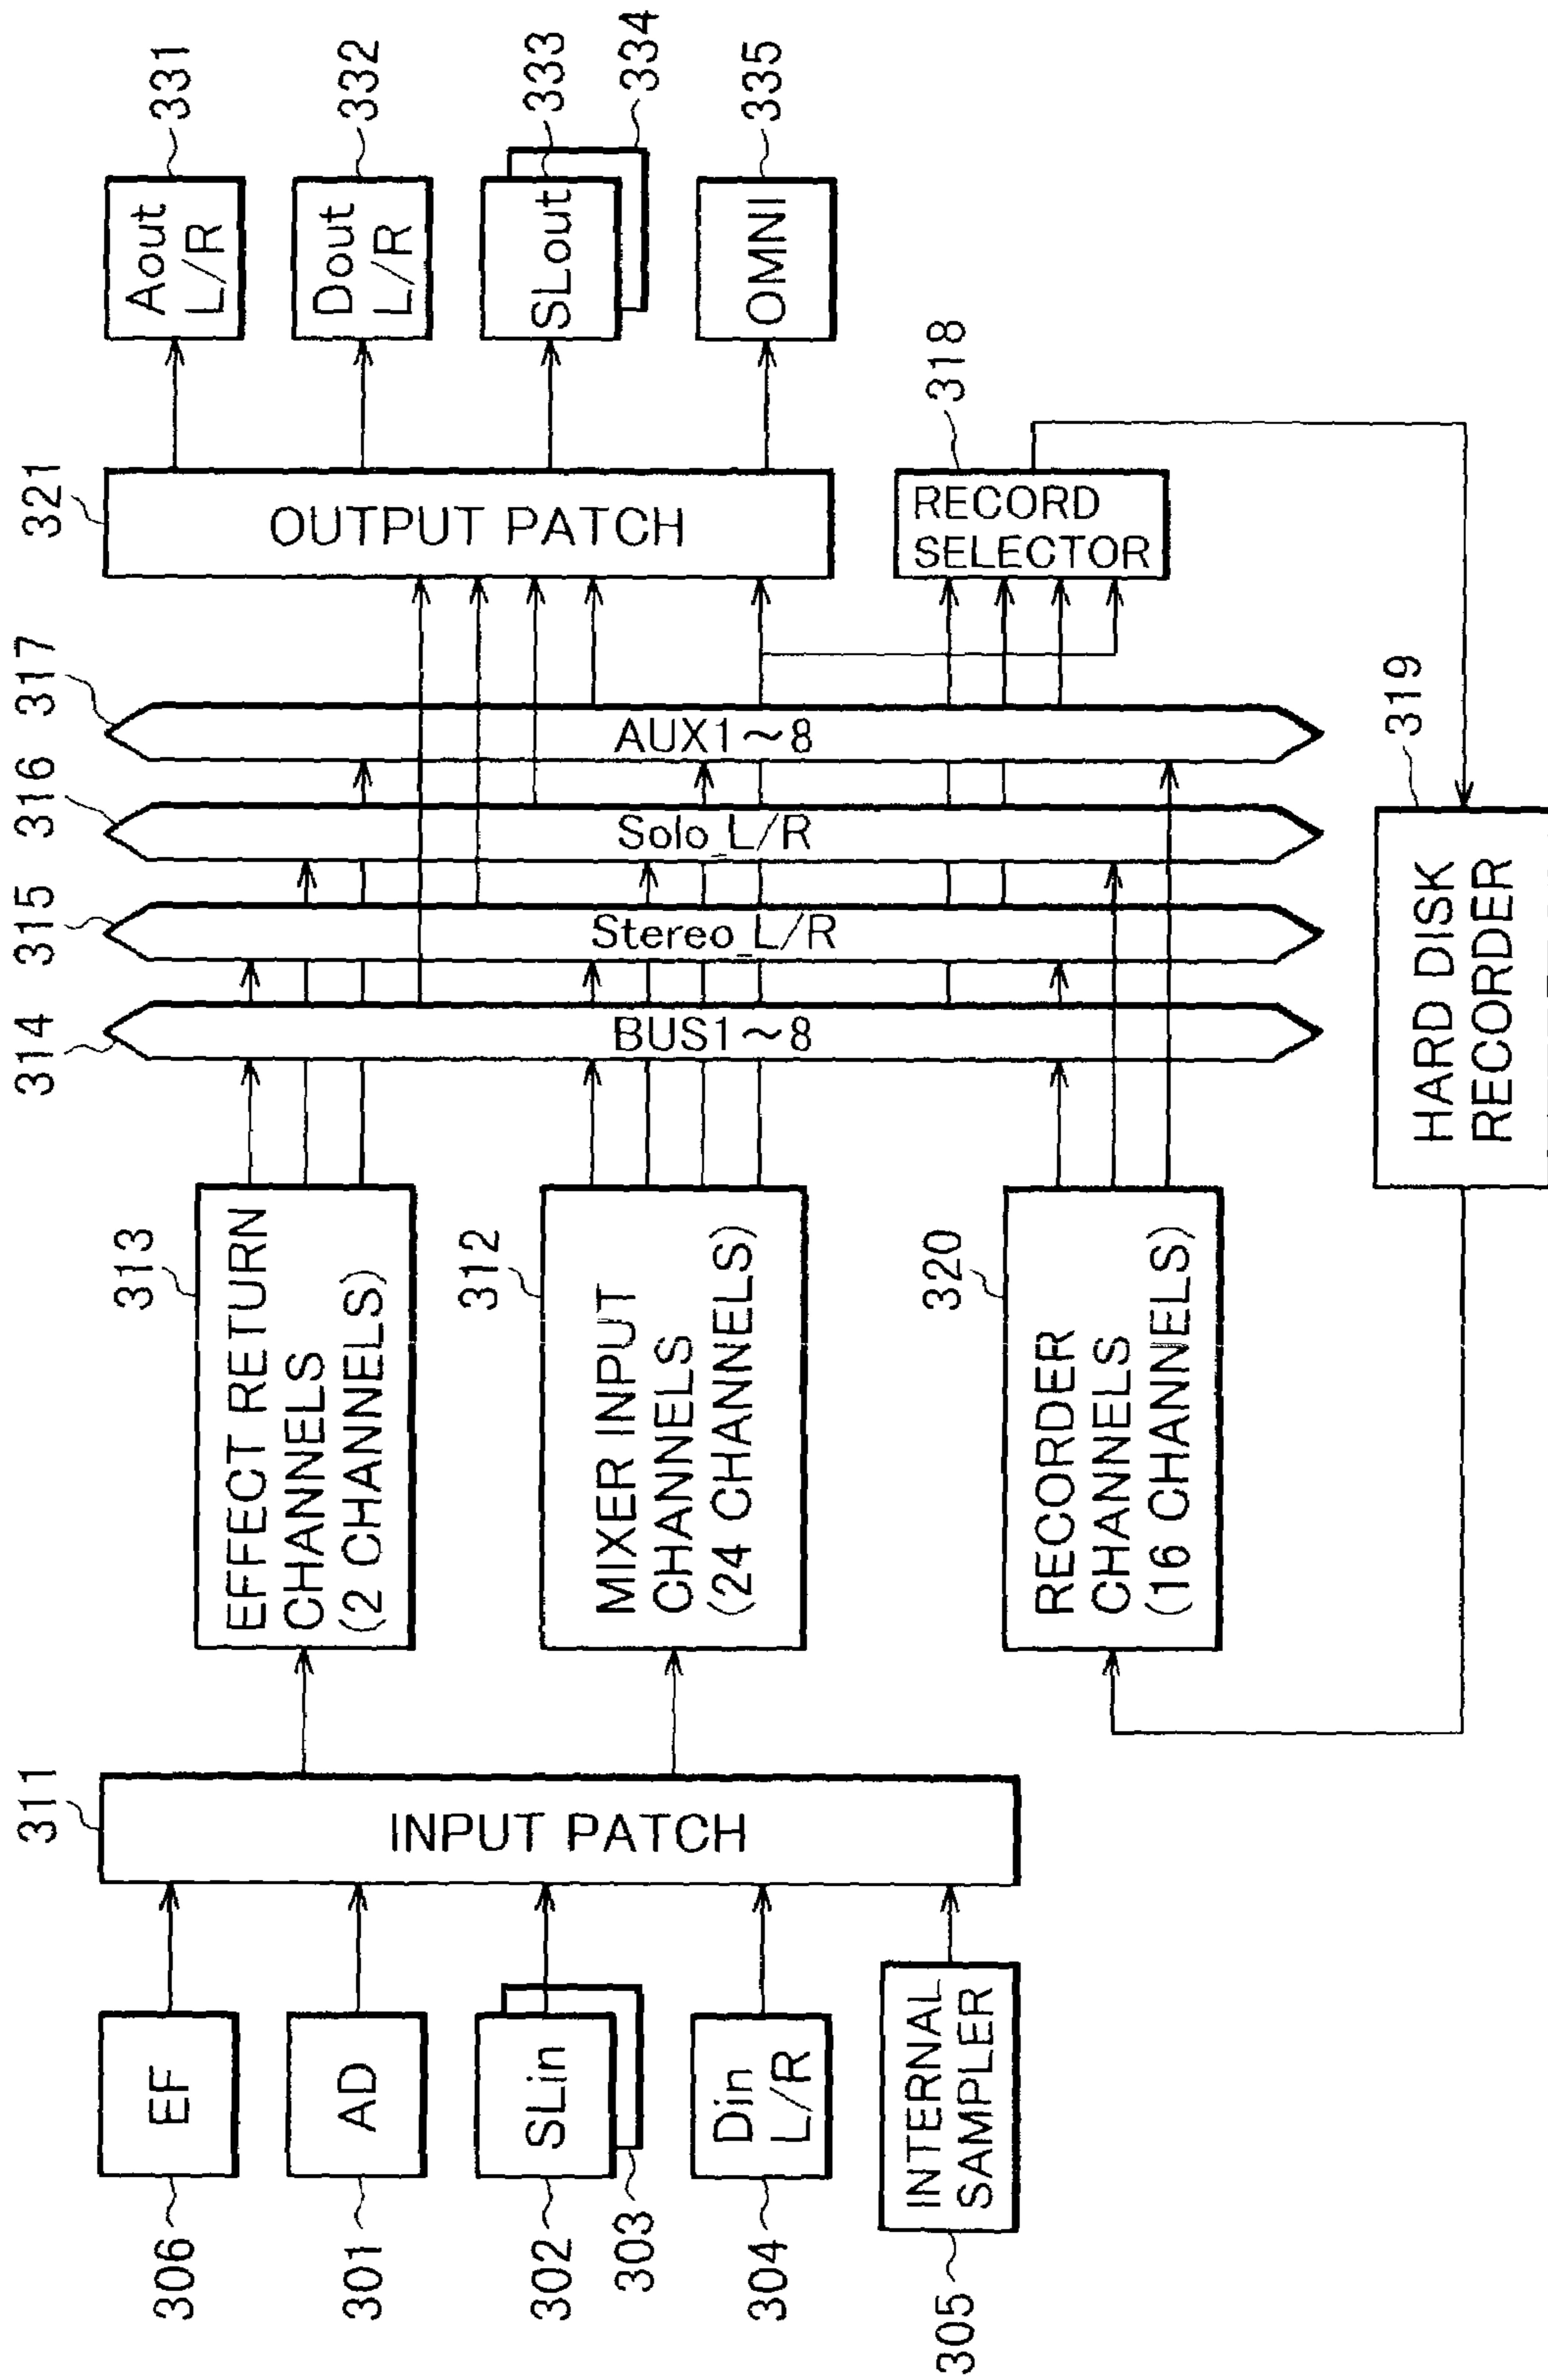 306
EF
301
AD
302
SLin
303
304
Din
L/R
305
INTERNAL
SAMPLER
311
INPUT PATCH
313
EFFECT RETURN
CHANNELS
(2 CHANNELS)
312
MIXER INPUT
CHANNELS
(24 CHANNELS)
320
RECORDER
CHANNELS
(16 CHANNELS)
314
BUS1~8
315
Stereo_L/R
316
Solo_L/R
317
AUX1~8
321
OUTPUT PATCH
318
RECORD
SELECTOR
319
HARD DISK
RECORDER
331
Aout
L/R
332
Dout
L/R
333
SLout
334
335
OMNI